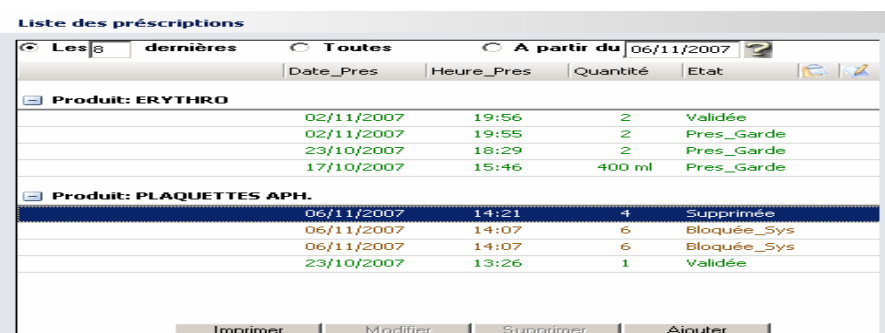 Liste des préscriptions
Les 8 dernières Toutes A partir du 06/11/2007
Date_Pres Heure_Pres Quantité Etat
Produit: ERYTHRO
02/11/2007 19:56 2 Validée
02/11/2007 19:55 2 Pres_Garde
23/10/2007 18:29 2 Pres_Garde
17/10/2007 15:46 400 ml Pres_Garde
Produit: PLAQUETTES APH.
06/11/2007 14:21 4 Supprimée
06/11/2007 14:07 6 Bloquée_Sys
06/11/2007 14:07 6 Bloquée_Sys
23/10/2007 13:26 1 Validée
Imprimer Modifier Supprimer Ajouter